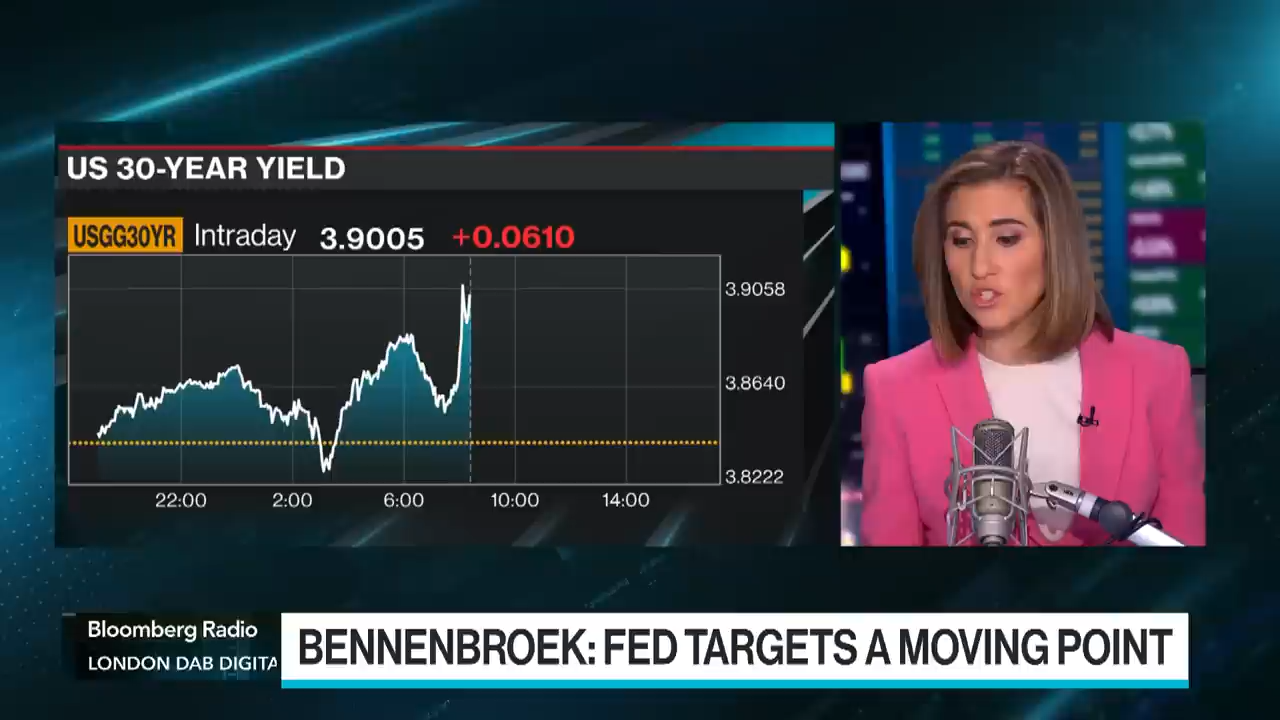 US 30-YEAR YIELD
USGG30YR Intraday 3.9005 +0.0610
3.9058
3.8640
3.8222
22:00 2:00 6:00 10:00 14:00
Bloomberg Radio
LONDON DAB DIGITA
BENNENBROEK: FED TARGETS A MOVING POINT